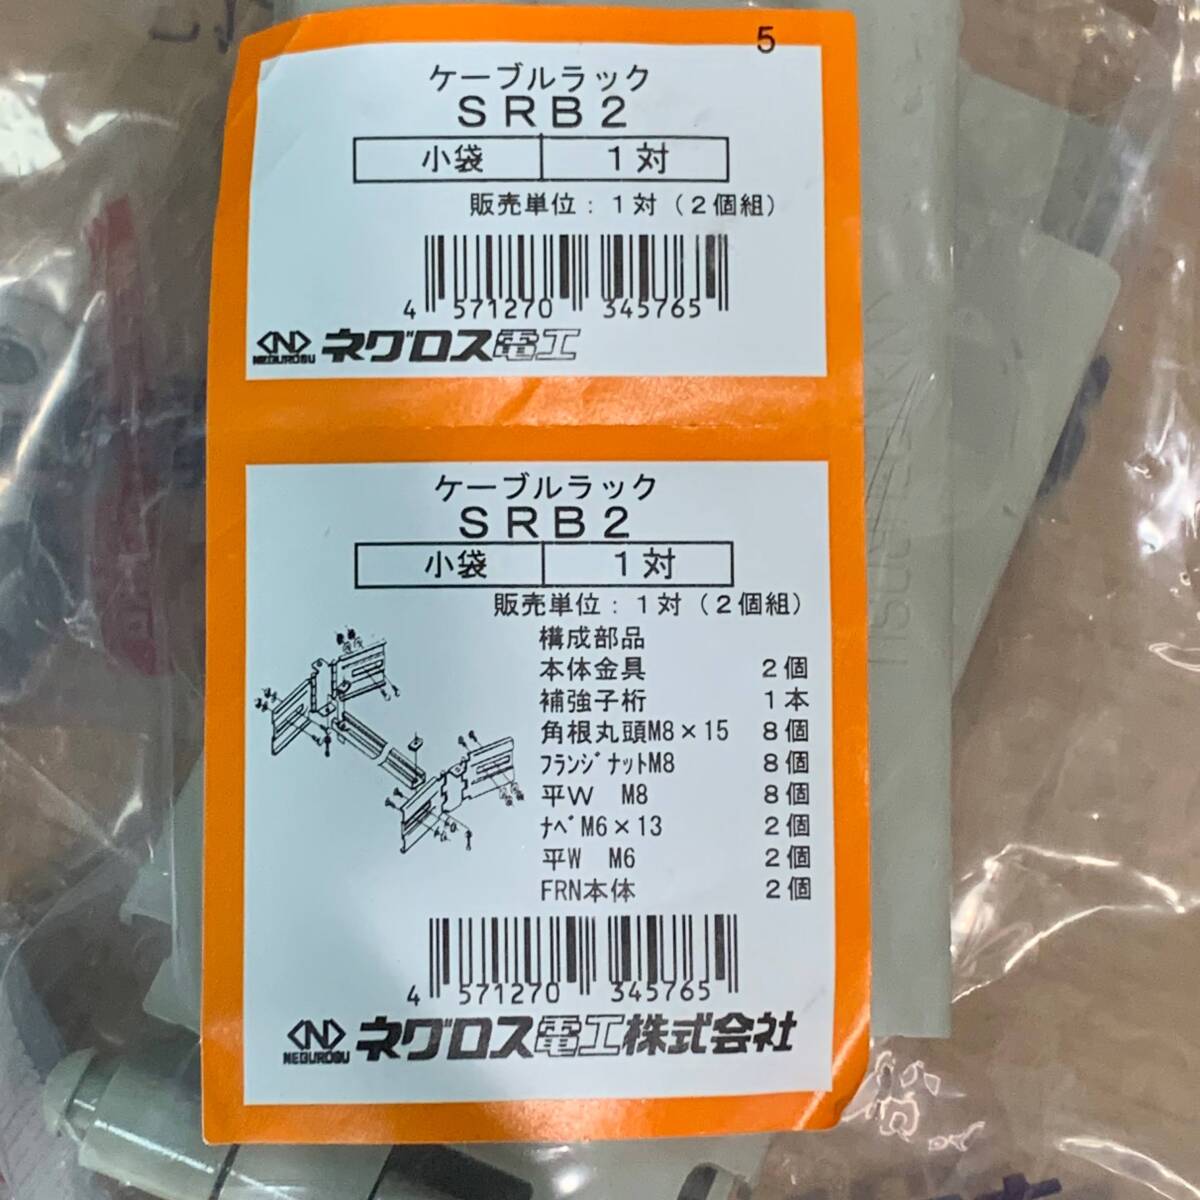 5
ケーブルラック
SRB2
小袋 1対
販売単位：1対（2個組）
4 571270 345765
NEGUROSU ネグロス電工
ケーブルラック
SRB2
小袋 1対
販売単位：1対（2個組）
構成部品
本体金具 2個
補強子桁 1本
角根丸頭M8×15 8個
ﾌﾗﾝｼﾞﾅｯﾄM8 8個
平W M8 8個
ﾅﾍﾞM6×13 2個
平W M6 2個
FRN本体 2個
4 571270 345765
NEGUROSU ネグロス電工株式会社